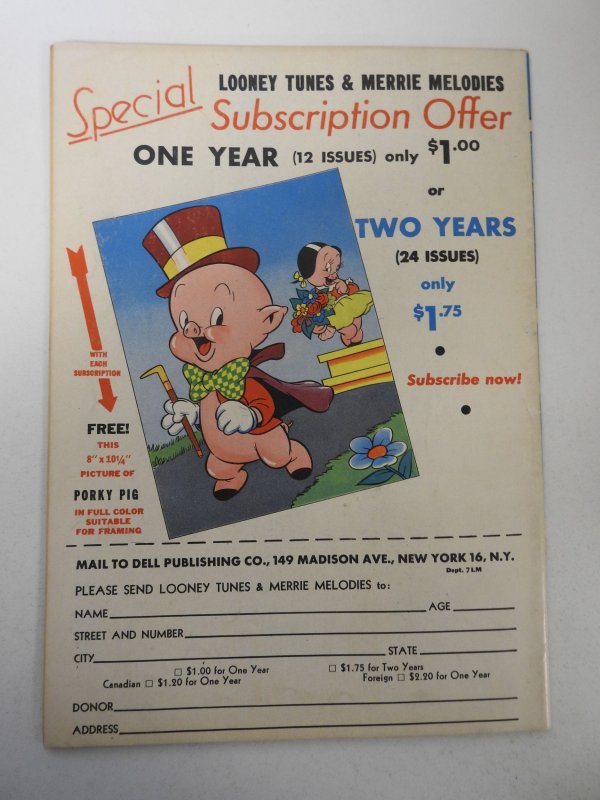 Special
LOONEY TUNES & MERRIE MELODIES
Subscription Offer
ONE YEAR (12 ISSUES) only $1.00
or
TWO YEARS
(24 ISSUES)
only
$1.75
Subscribe now!
WITH
EACH
SUBSCRIPTION
FREE!
THIS
8" x 10¼"
PICTURE OF
PORKY PIG
IN FULL COLOR
SUITABLE
FOR FRAMING
MAIL TO DELL PUBLISHING CO., 149 MADISON AVE., NEW YORK 16, N.Y.
Dept. 7 LM
PLEASE SEND LOONEY TUNES & MERRIE MELODIES to:
NAME AGE
STREET AND NUMBER
CITY STATE
□ $1.00 for One Year □ $1.75 for Two Years
Canadian □ $1.20 for One Year Foreign □ $2.20 for One Year
DONOR
ADDRESS